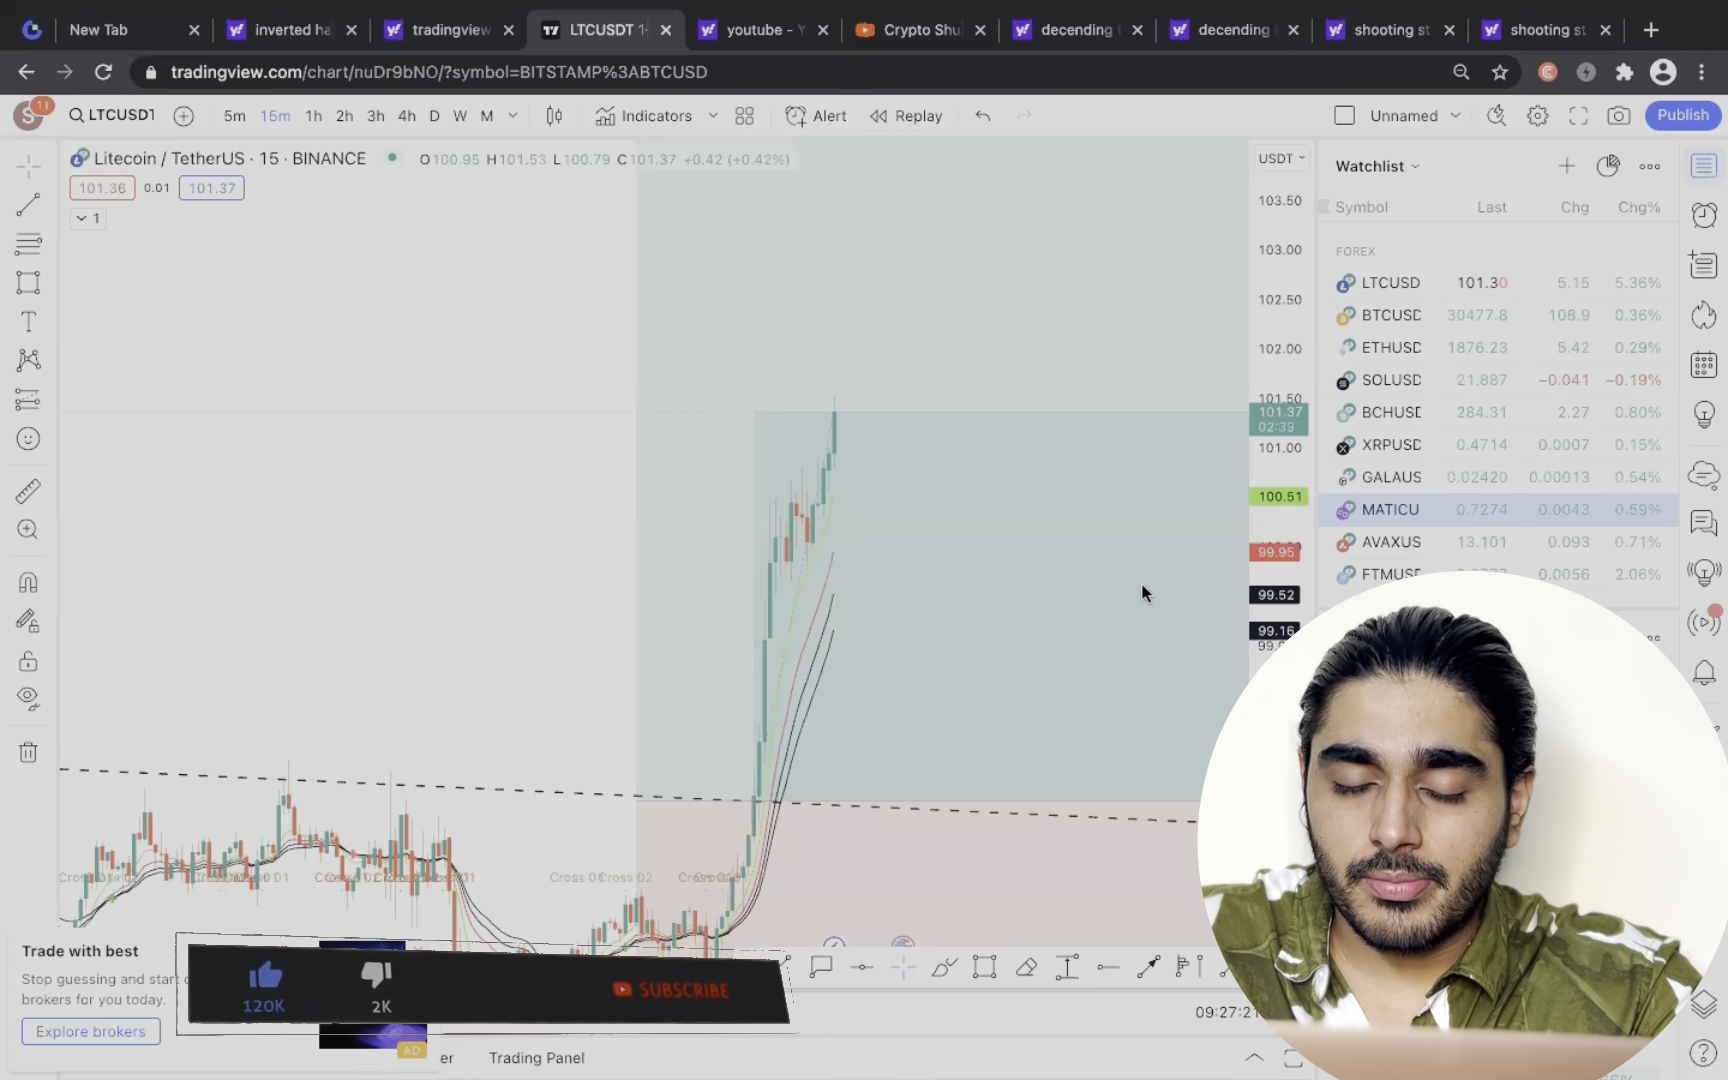 New Tab
inverted ha
tradingview
LTCUSDT 1
youtube - Y
Crypto Shu
decending t
decending
shooting st
shooting st
tradingview.com/chart/nuDr9bNO/?symbol=BITSTAMP%3ABTCUSD
S
11
LTCUSDT
5m 15m 1h 2h 3h 4h D W M
Indicators
Alert
Replay
Unnamed
Publish
Litecoin / TetherUS · 15 · BINANCE
O100.95 H101.53 L100.79 C101.37 +0.42 (+0.42%)
101.36 0.01 101.37
1
USDT
103.50
103.00
102.50
102.00
101.50
101.37
02:39
101.00
100.51
99.95
99.52
99.16
Watchlist
Symbol Last Chg Chg%
FOREX
LTCUSD 101.30 5.15 5.36%
BTCUSD 30477.8 108.9 0.36%
ETHUSD 1876.23 5.42 0.29%
SOLUSD 21.887 −0.041 −0.19%
BCHUSD 284.31 2.27 0.80%
XRPUSD 0.4714 0.0007 0.15%
GALAUS 0.02420 0.00013 0.54%
MATICU 0.7274 0.0043 0.59%
AVAXUS 13.101 0.093 0.71%
FTMUSD 0.0056 2.06%
Cross 01 Cross 02
Trade with best
Stop guessing and start
brokers for you today.
Explore brokers
AD
120K
2K
SUBSCRIBE
09:27:21
er
Trading Panel